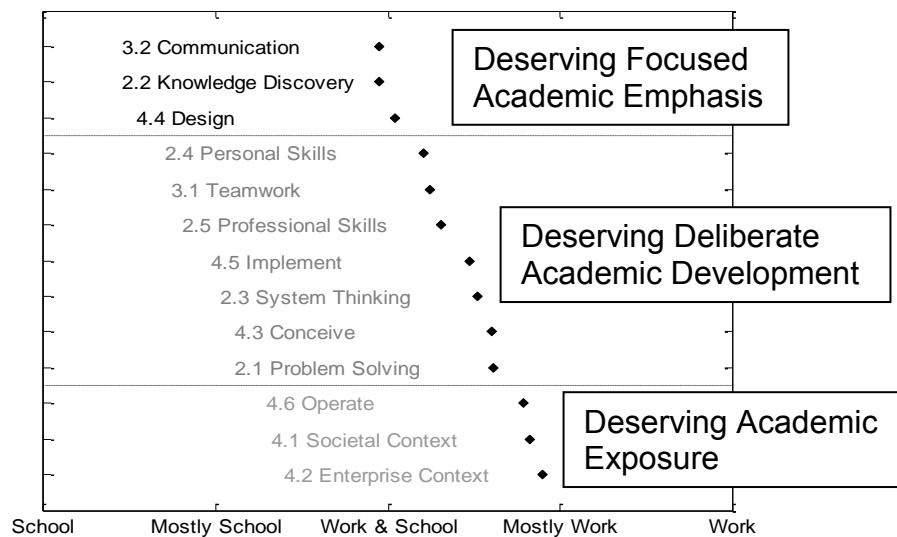 3.2 Communication
2.2 Knowledge Discovery
4.4 Design
Deserving Focused
Academic Emphasis
2.4 Personal Skills
3.1 Teamwork
2.5 Professional Skills
4.5 Implement
2.3 System Thinking
4.3 Conceive
2.1 Problem Solving
Deserving Deliberate
Academic Development
4.6 Operate
4.1 Societal Context
4.2 Enterprise Context
Deserving Academic
Exposure
School Mostly School Work & School Mostly Work Work